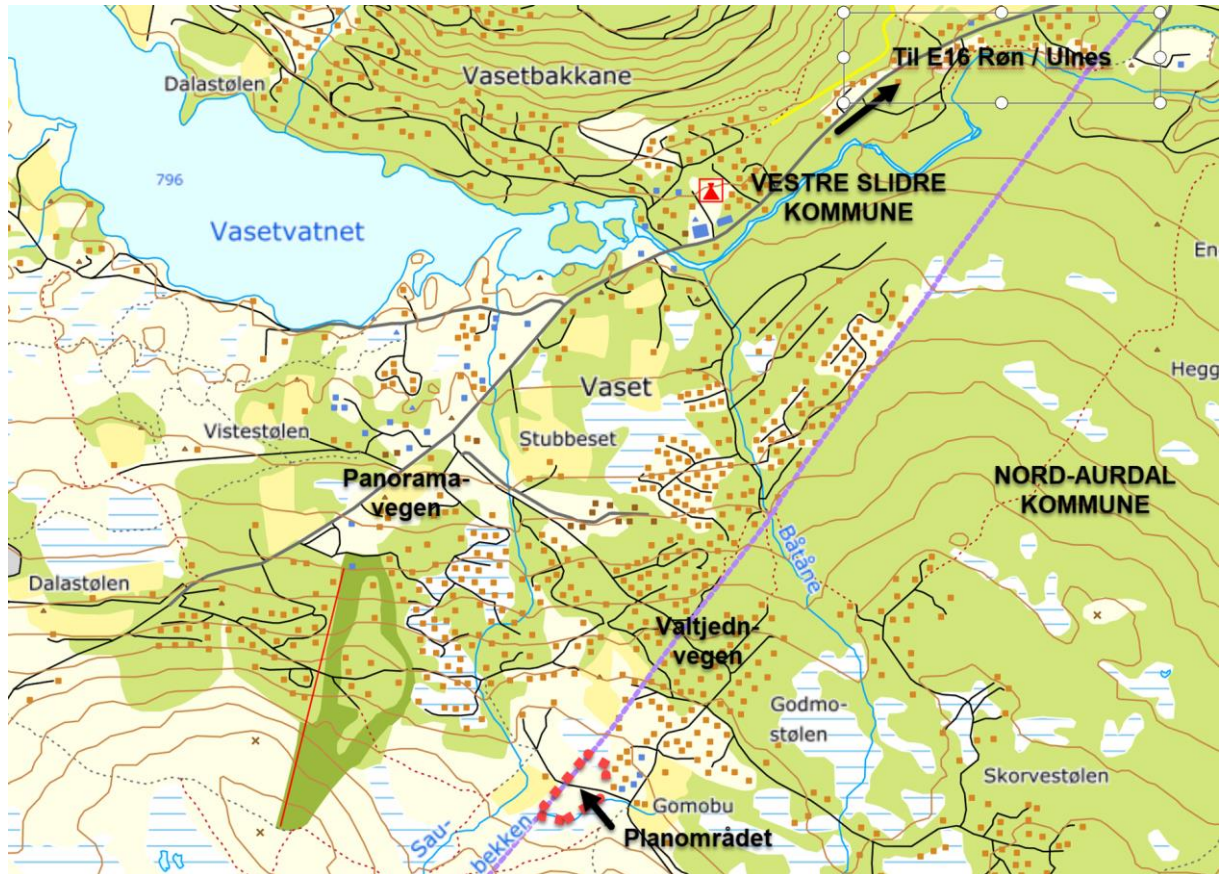 Til E16 Røn / Ulnes
Vasetbakkane
Dalastølen
796
VESTRE SLIDRE
KOMMUNE
Vasetvatnet
En
Hegg
Vaset
Vistestølen
Stubbeset
Panorama-
vegen
NORD-AURDAL
KOMMUNE
Båtåne
Dalastølen
Valtjedn-
vegen
Godmo-
stølen
Skorvestølen
Gomobu
Sau-
bekken
Planområdet